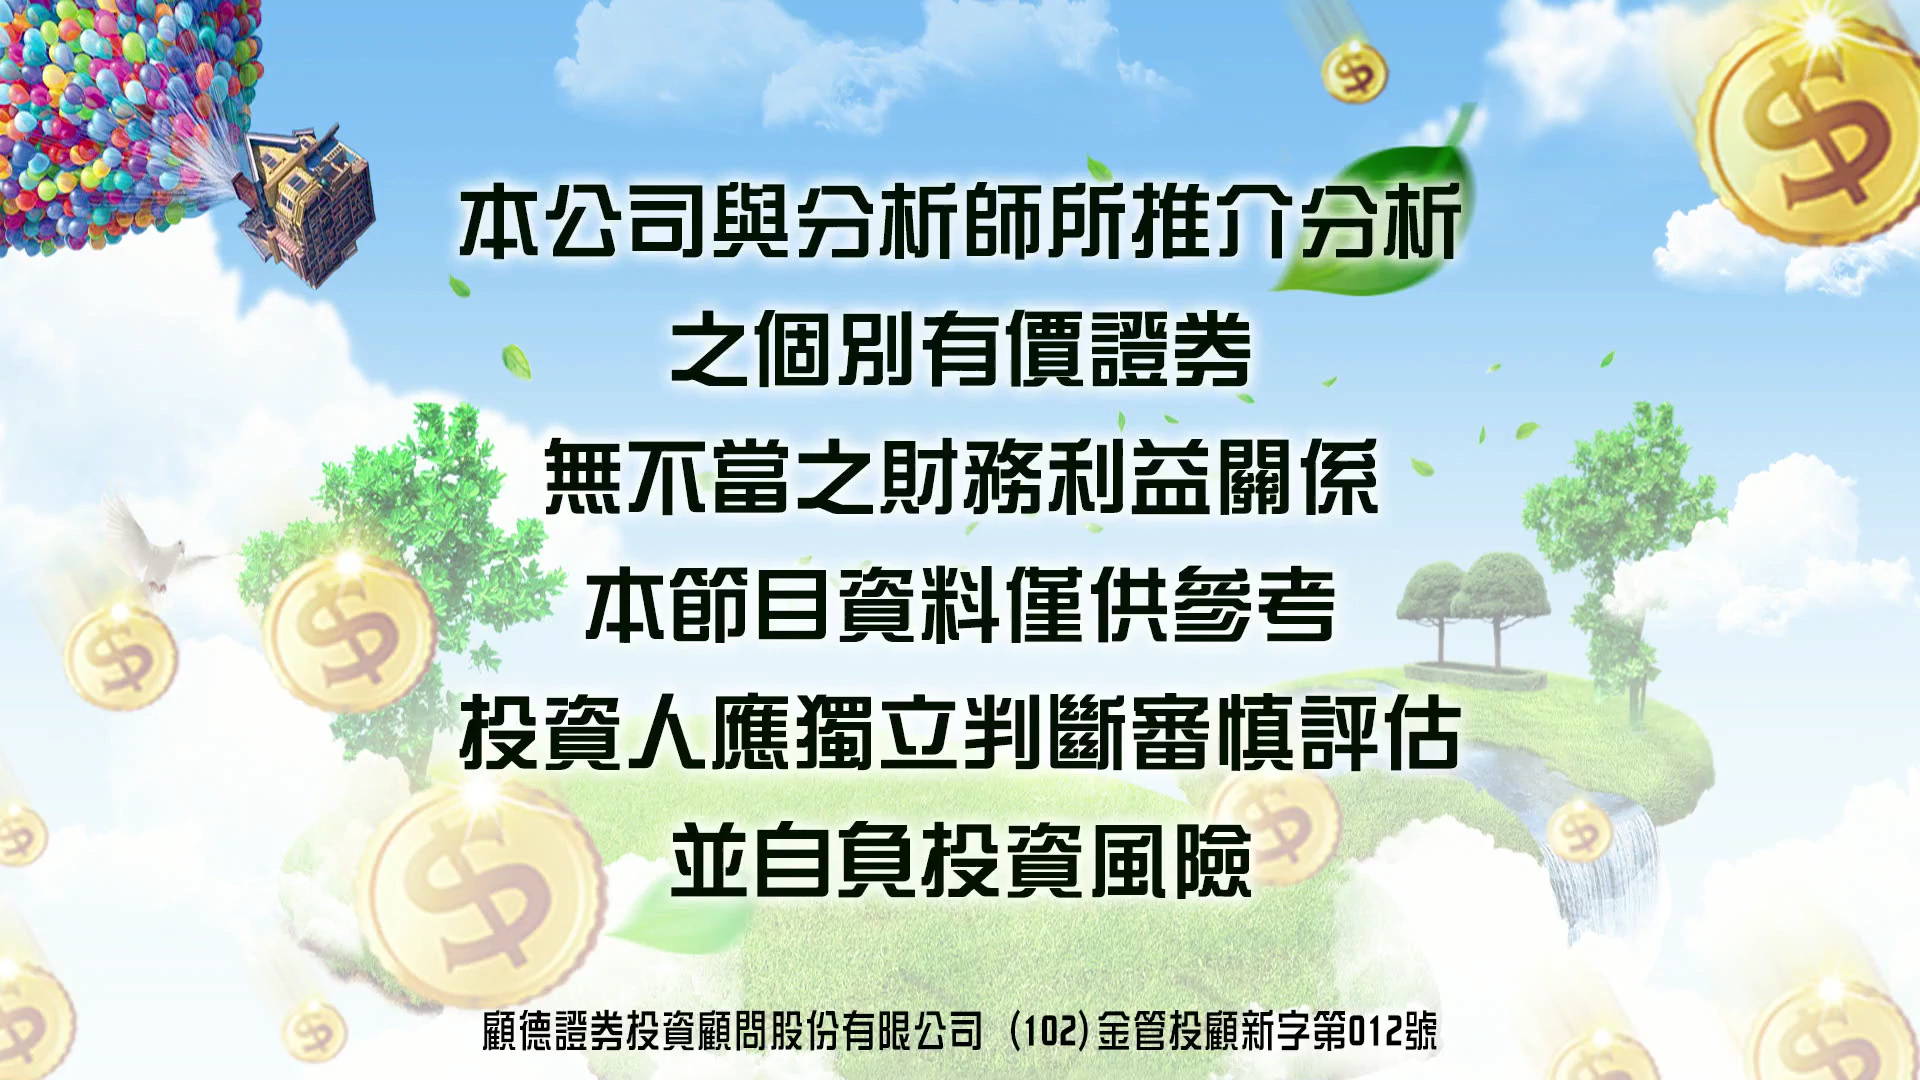 本公司與分析師所推介分析
之個別有價證券
無不當之財務利益關係
本節目資料僅供參考
投資人應獨立判斷審慎評估
並自負投資風險
顧德證券投資顧問股份有限公司 (102)金管投顧新字第012號